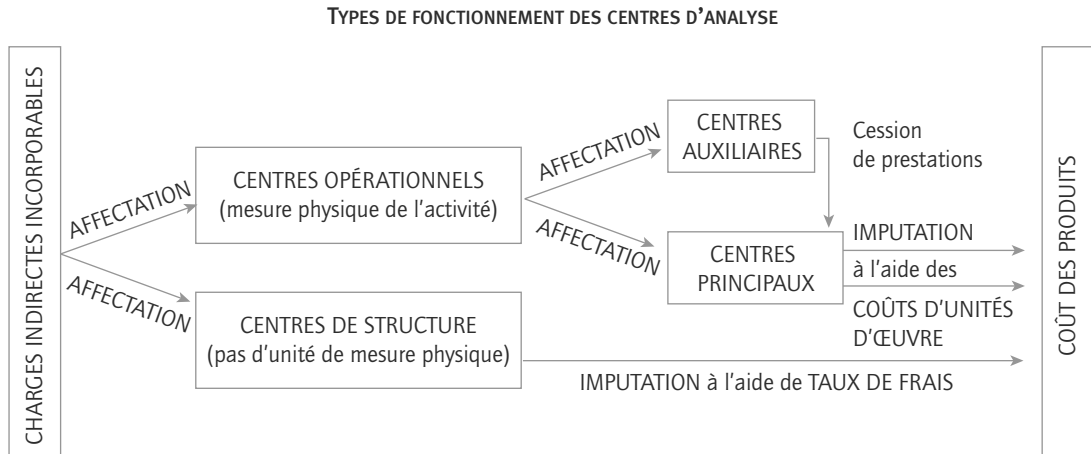 TYPES DE FONCTIONNEMENT DES CENTRES D'ANALYSE
CHARGES INDIRECTES INCORPORABLES
AFFECTATION
AFFECTATION
CENTRES OPÉRATIONNELS
(mesure physique de l'activité)
CENTRES DE STRUCTURE
(pas d'unité de mesure physique)
AFFECTATION
AFFECTATION
CENTRES
AUXILIAIRES
Cession
de prestations
CENTRES
PRINCIPAUX
IMPUTATION
à l'aide des
COÛTS D'UNITÉS
D'ŒUVRE
IMPUTATION à l'aide de TAUX DE FRAIS
COÛT DES PRODUITS